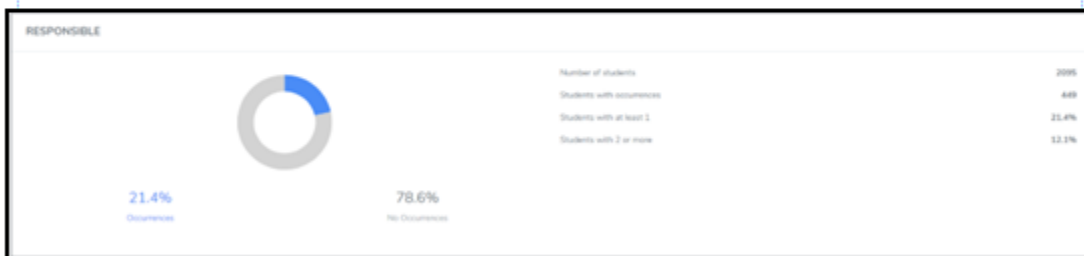 RESPONSIBLE
Number of students 2095
Students with occurrences 449
Students with at least 1 21.4%
Students with 2 or more 12.1%
21.4% 78.6%
Occurrences No Occurrences